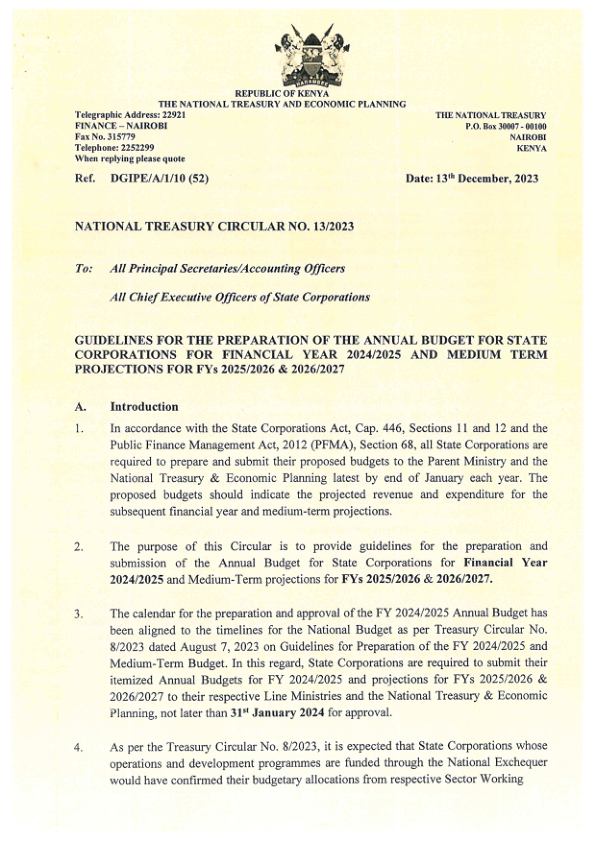 HARAMBEE
REPUBLIC OF KENYA
THE NATIONAL TREASURY AND ECONOMIC PLANNING
Telegraphic Address: 22921
FINANCE – NAIROBI
Fax No. 315779
Telephone: 2252299
When replying please quote
THE NATIONAL TREASURY
P.O. Box 30007 - 00100
NAIROBI
KENYA
Ref. DGIPE/A/1/10 (52)
Date: 13th December, 2023
NATIONAL TREASURY CIRCULAR NO. 13/2023
To: All Principal Secretaries/Accounting Officers
All Chief Executive Officers of State Corporations
GUIDELINES FOR THE PREPARATION OF THE ANNUAL BUDGET FOR STATE
CORPORATIONS FOR FINANCIAL YEAR 2024/2025 AND MEDIUM TERM
PROJECTIONS FOR FYs 2025/2026 & 2026/2027
A. Introduction
1. In accordance with the State Corporations Act, Cap. 446, Sections 11 and 12 and the
Public Finance Management Act, 2012 (PFMA), Section 68, all State Corporations are
required to prepare and submit their proposed budgets to the Parent Ministry and the
National Treasury & Economic Planning latest by end of January each year. The
proposed budgets should indicate the projected revenue and expenditure for the
subsequent financial year and medium-term projections.
2. The purpose of this Circular is to provide guidelines for the preparation and
submission of the Annual Budget for State Corporations for Financial Year
2024/2025 and Medium-Term projections for FYs 2025/2026 & 2026/2027.
3. The calendar for the preparation and approval of the FY 2024/2025 Annual Budget has
been aligned to the timelines for the National Budget as per Treasury Circular No.
8/2023 dated August 7, 2023 on Guidelines for Preparation of the FY 2024/2025 and
Medium-Term Budget. In this regard, State Corporations are required to submit their
itemized Annual Budgets for FY 2024/2025 and projections for FYs 2025/2026 &
2026/2027 to their respective Line Ministries and the National Treasury & Economic
Planning, not later than 31st January 2024 for approval.
4. As per the Treasury Circular No. 8/2023, it is expected that State Corporations whose
operations and development programmes are funded through the National Exchequer
would have confirmed their budgetary allocations from respective Sector Working